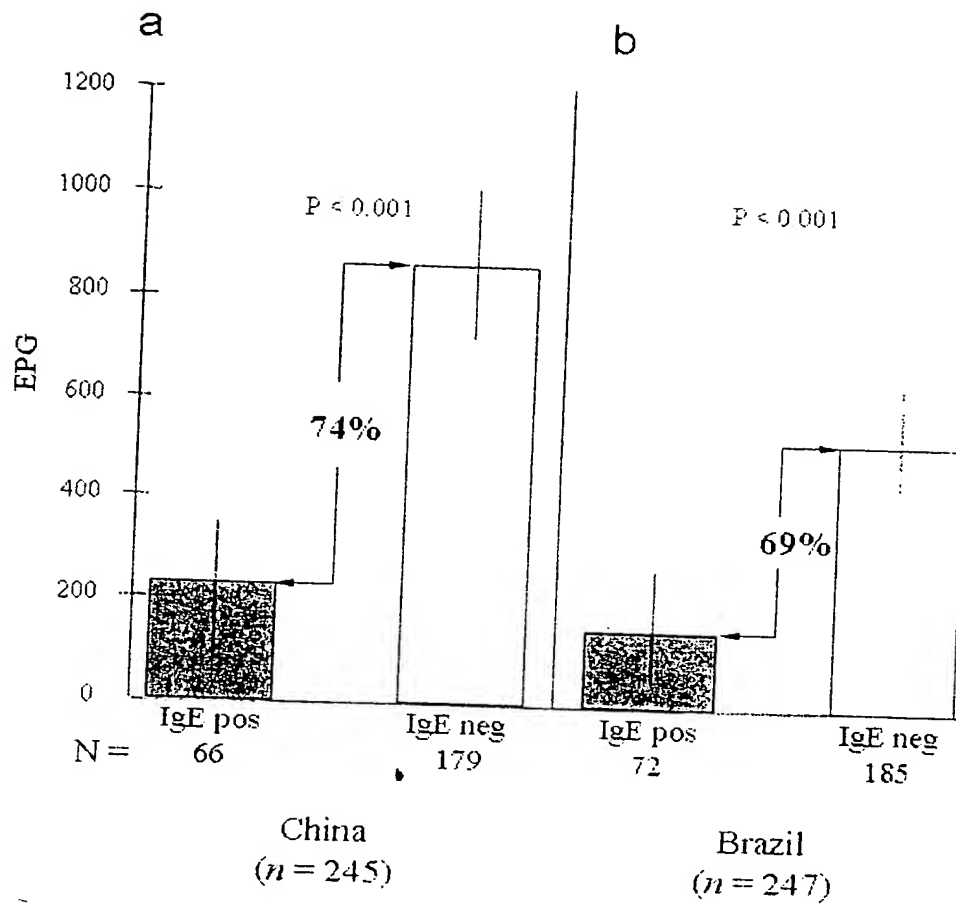 a
b
1200
1000
800
600
400
200
0
EPG
P < 0.001
P < 0.001
74%
69%
IgE pos
IgE neg
IgE pos
IgE neg
N =
66
179
72
185
China
(n = 245)
Brazil
(n = 247)